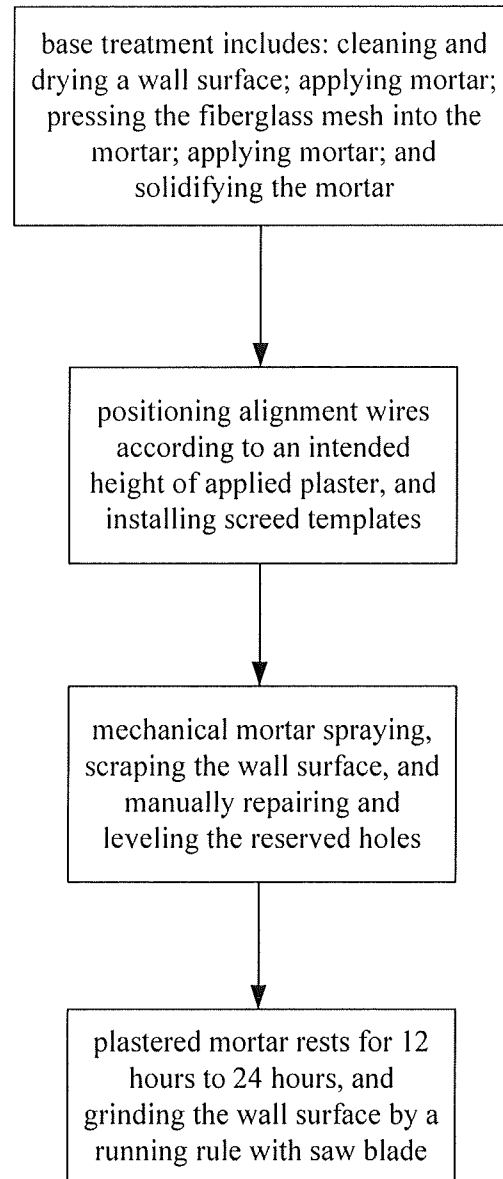 base treatment includes: cleaning and
drying a wall surface; applying mortar;
pressing the fiberglass mesh into the
mortar; applying mortar; and
solidifying the mortar
positioning alignment wires
according to an intended
height of applied plaster, and
installing screed templates
mechanical mortar spraying,
scraping the wall surface, and
manually repairing and
leveling the reserved holes
plastered mortar rests for 12
hours to 24 hours, and
grinding the wall surface by a
running rule with saw blade